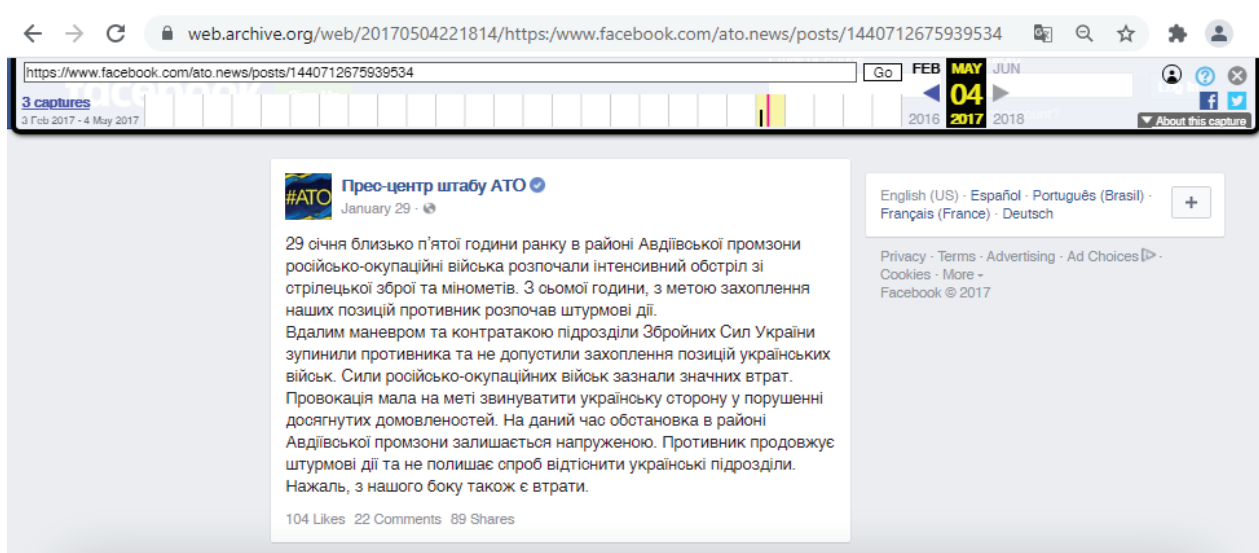 web.archive.org/web/20170504221814/https:/www.facebook.com/ato.news/posts/1440712675939534
https://www.facebook.com/ato.news/posts/1440712675939534
Go
FEB MAY JUN
3 captures
04
3 Feb 2017 - 4 May 2017
2016 2017 2018
About this capture
#АТО
Прес-центр штабу АТО
January 29 ·
29 січня близько п’ятої години ранку в районі Авдіївської промзони
російсько-окупаційні війська розпочали інтенсивний обстріл зі
стрілецької зброї та мінометів. З сьомої години, з метою захоплення
наших позицій противник розпочав штурмові дії.
Вдалим маневром та контратакою підрозділи Збройних Сил України
зупинили противника та не допустили захоплення позицій українських
військ. Сили російсько-окупаційних військ зазнали значних втрат.
Провокація мала на меті звинуватити українську сторону у порушенні
досягнутих домовленостей. На даний час обстановка в районі
Авдіївської промзони залишається напруженою. Противник продовжує
штурмові дії та не полишає спроб відтіснити українські підрозділи.
Нажаль, з нашого боку також є втрати.
104 Likes 22 Comments 89 Shares
English (US) · Español · Português (Brasil) ·
Français (France) · Deutsch
+
Privacy · Terms · Advertising · Ad Choices ·
Cookies · More
Facebook © 2017